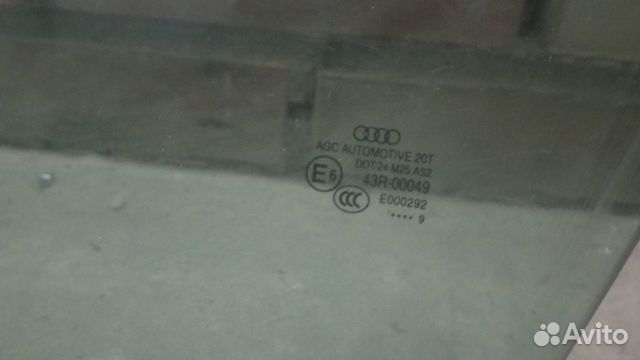 AGC AUTOMOTIVE 20T
DOT 24 M25 AS2
E6 43R-00049
CCC E000292
•••• 9
Avito